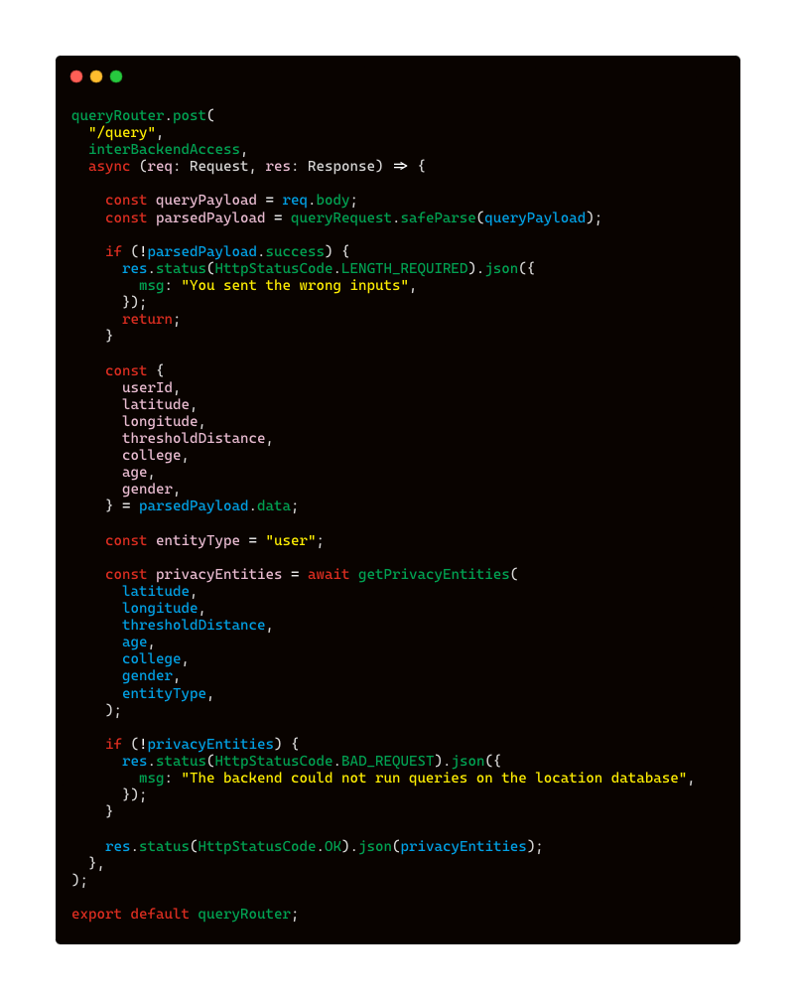 queryRouter.post(
  "/query",
  interBackendAccess,
  async (req: Request, res: Response) => {

    const queryPayload = req.body;
    const parsedPayload = queryRequest.safeParse(queryPayload);

    if (!parsedPayload.success) {
      res.status(HttpStatusCode.LENGTH_REQUIRED).json({
        msg: "You sent the wrong inputs",
      });
      return;
    }

    const {
      userId,
      latitude,
      longitude,
      thresholdDistance,
      college,
      age,
      gender,
    } = parsedPayload.data;

    const entityType = "user";

    const privacyEntities = await getPrivacyEntities(
      latitude,
      longitude,
      thresholdDistance,
      age,
      college,
      gender,
      entityType,
    );

    if (!privacyEntities) {
      res.status(HttpStatusCode.BAD_REQUEST).json({
        msg: "The backend could not run queries on the location database",
      });
    }

    res.status(HttpStatusCode.OK).json(privacyEntities);
  },
);

export default queryRouter;